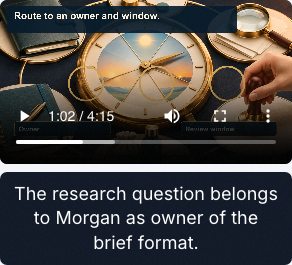 Route to an owner and window.
1:02 / 4:15
Owner
Review window
The research question belongs
to Morgan as owner of the
brief format.